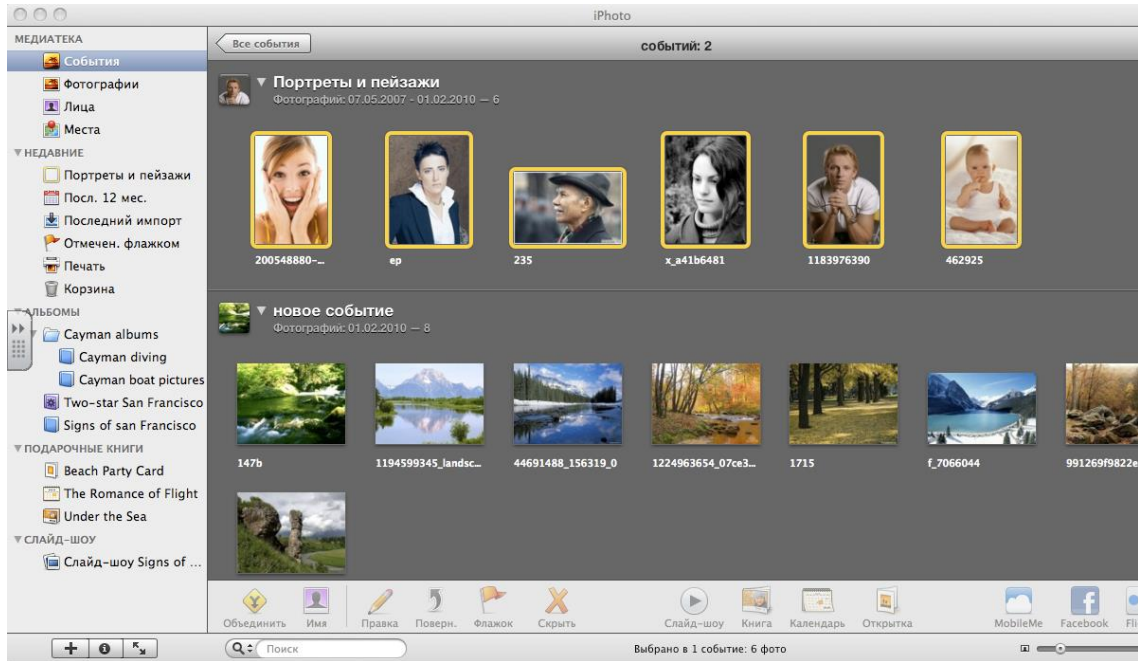 iPhoto
МЕДИАТЕКА
События
Фотографии
Лица
Места
НЕДАВНИЕ
Портреты и пейзажи
Посл. 12 мес.
Последний импорт
Отмечен. флажком
Печать
Корзина
АЛЬБОМЫ
Cayman albums
Cayman diving
Cayman boat pictures
Two-star San Francisco
Signs of san Francisco
ПОДАРОЧНЫЕ КНИГИ
Beach Party Card
The Romance of Flight
Under the Sea
СЛАЙД-ШОУ
Слайд-шоу Signs of ...
Все события
событий: 2
Портреты и пейзажи
Фотографий: 07.05.2007 - 01.02.2010 — 6
200548880-... ep 235 x_a41b6481 1183976390 462925
новое событие
Фотографий: 01.02.2010 — 8
147b 1194599345_landsc... 44691488_156319_0 1224963654_07ce3... 1715 f_7066044 991269f9822e
Объединить Имя Правка Поверн. Флажок Скрыть Слайд-шоу Книга Календарь Открытка MobileMe Facebook Fli
Поиск
Выбрано в 1 событие: 6 фото